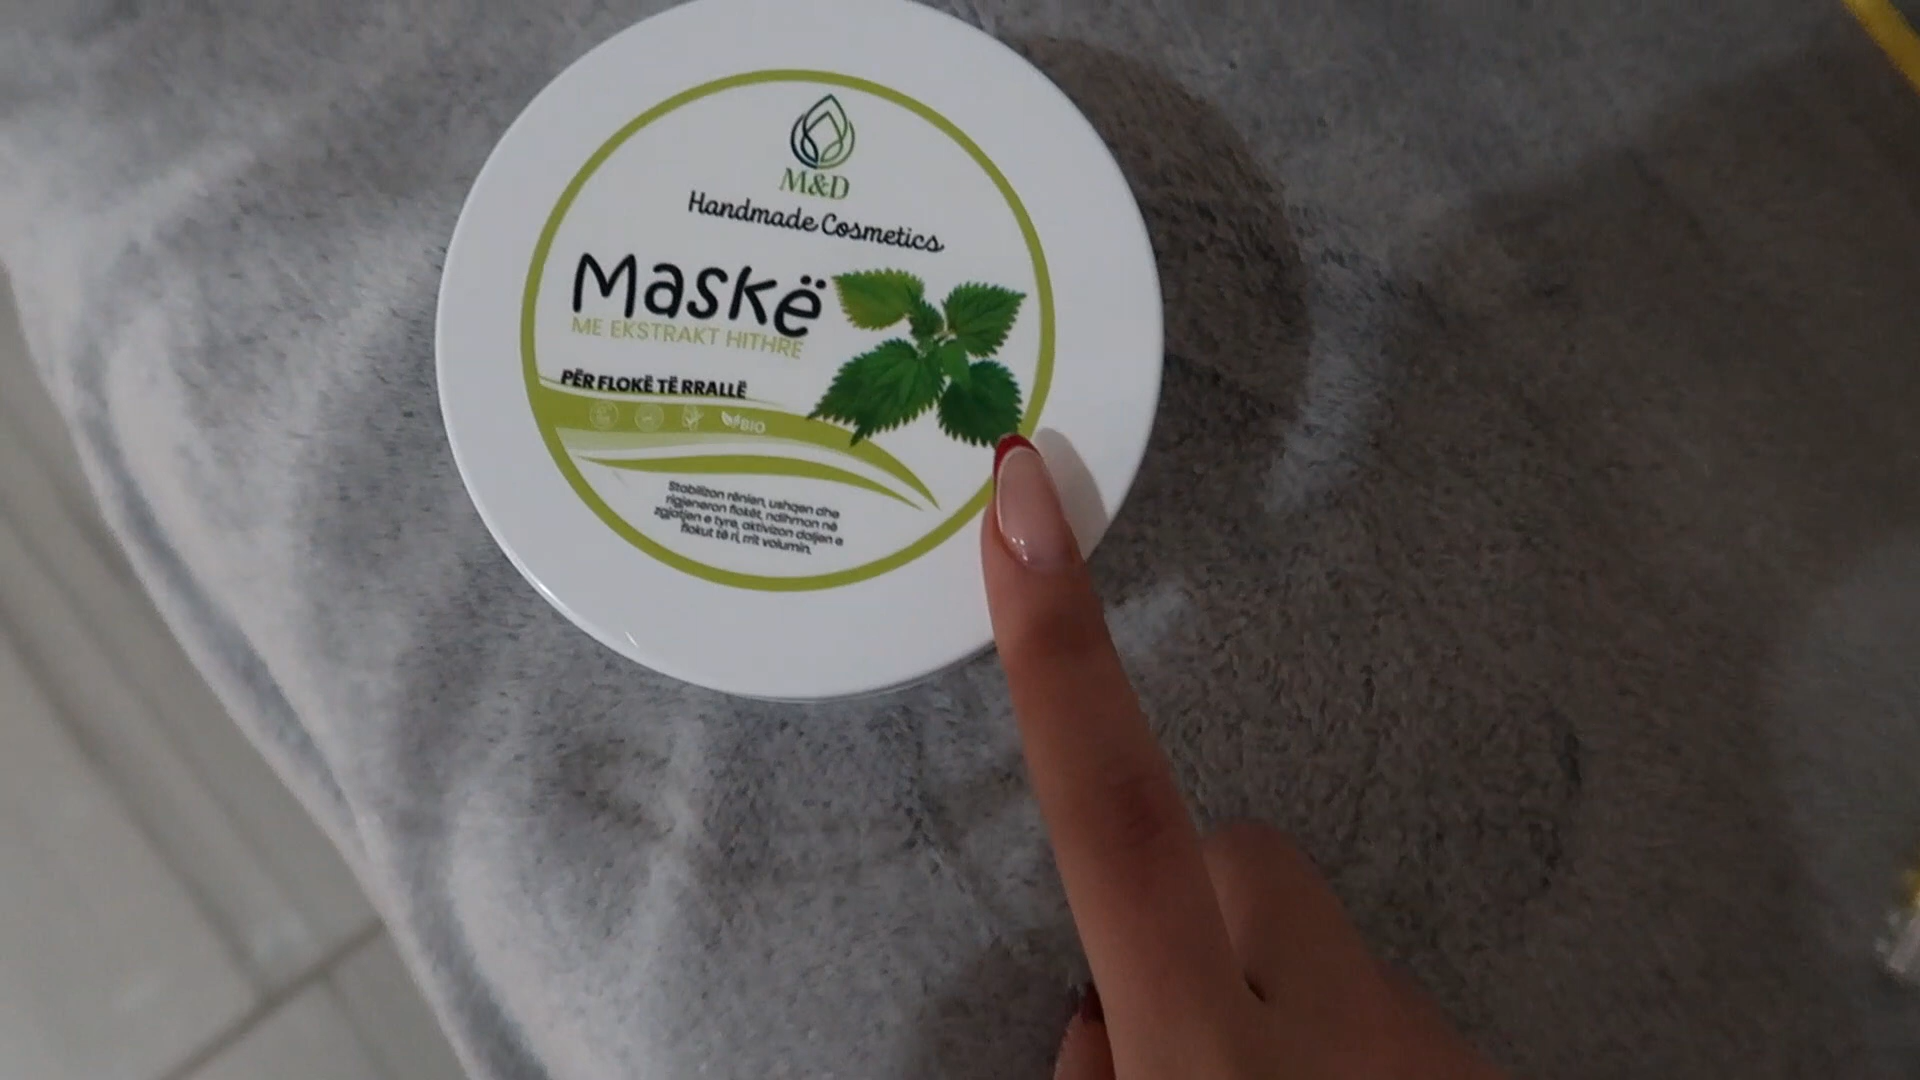 M&D
Handmade Cosmetics
Maskë
ME EKSTRAKT HITHRE
PËR FLOKË TË RRALLË
BIO
Stabilizon rënien, ushqen dhe
rigjeneron flokët, ndihmon në
zgjatjen e tyre, aktivizon daljen e
flokut të ri, rrit volumin.